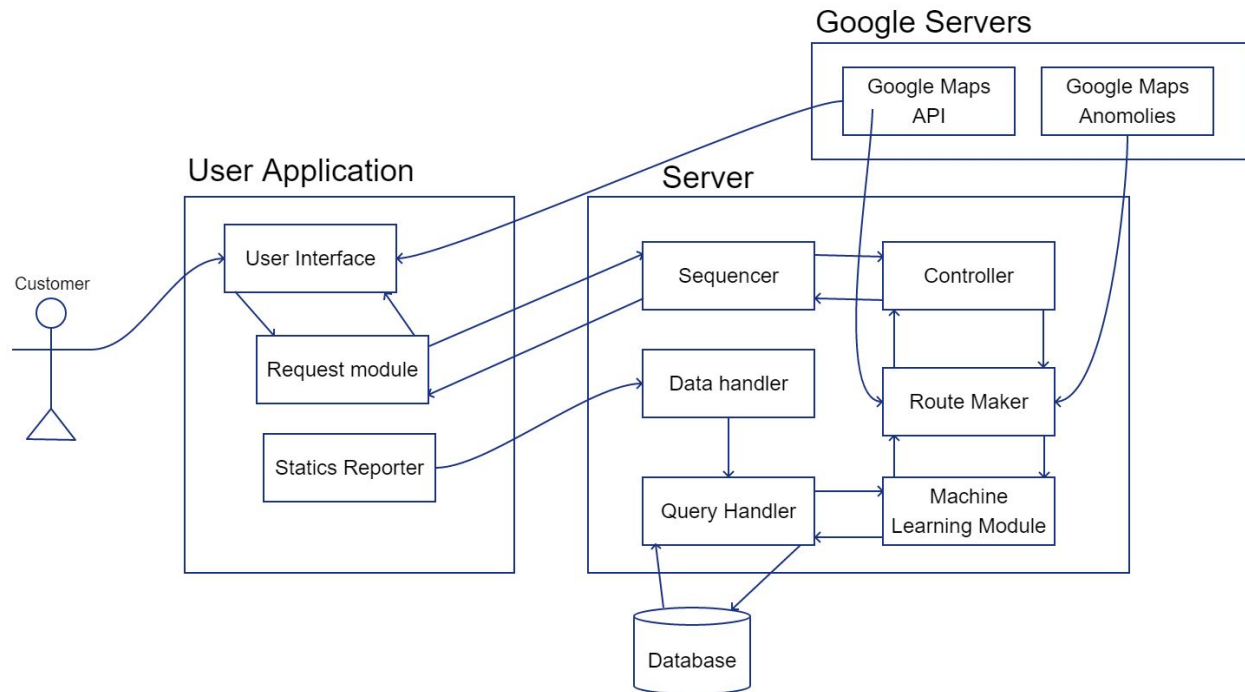 Google Servers
Google Maps
API
Google Maps
Anomolies
User Application
Server
User Interface
Sequencer
Controller
Customer
Request module
Data handler
Route Maker
Statics Reporter
Query Handler
Machine
Learning Module
Database